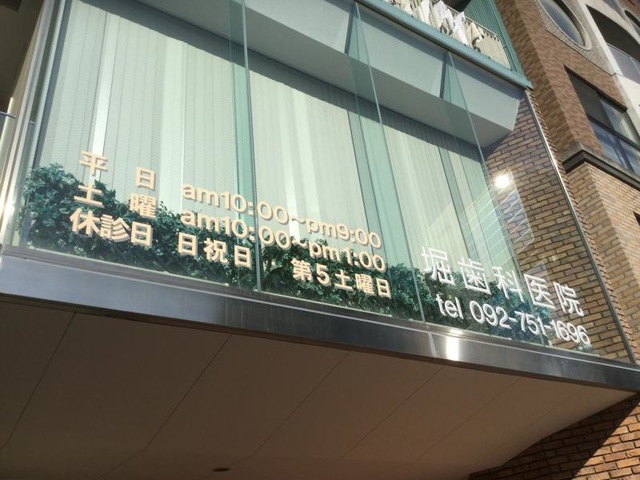 平日 am10:00～pm9:00
土曜 am10:00～pm1:00
休診日 日祝日 第5土曜日
堀歯科医院
tel 092-751-1696